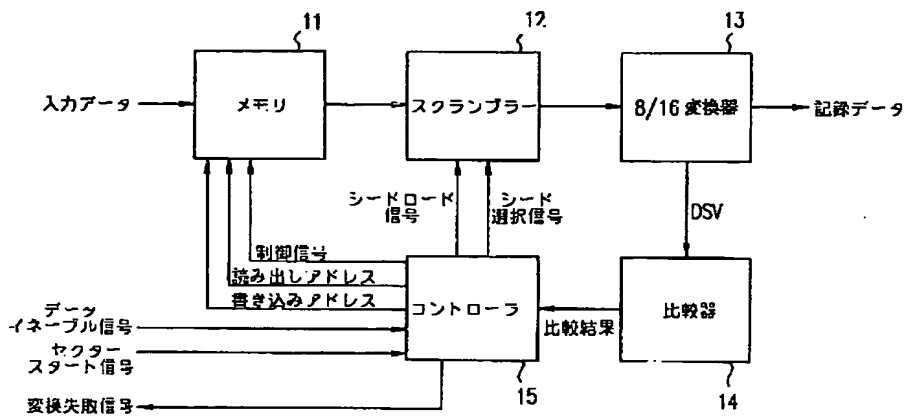 11
12
13
入力データ
メモリ
スクランブラー
8/16 変換器
記録データ
シードロード
信号
シード
選択信号
DSV
制御信号
読み出しアドレス
書き込みアドレス
コントローラ
比較結果
比較器
データ
イネーブル信号
セクター
スタート信号
変換失敗信号
15
14